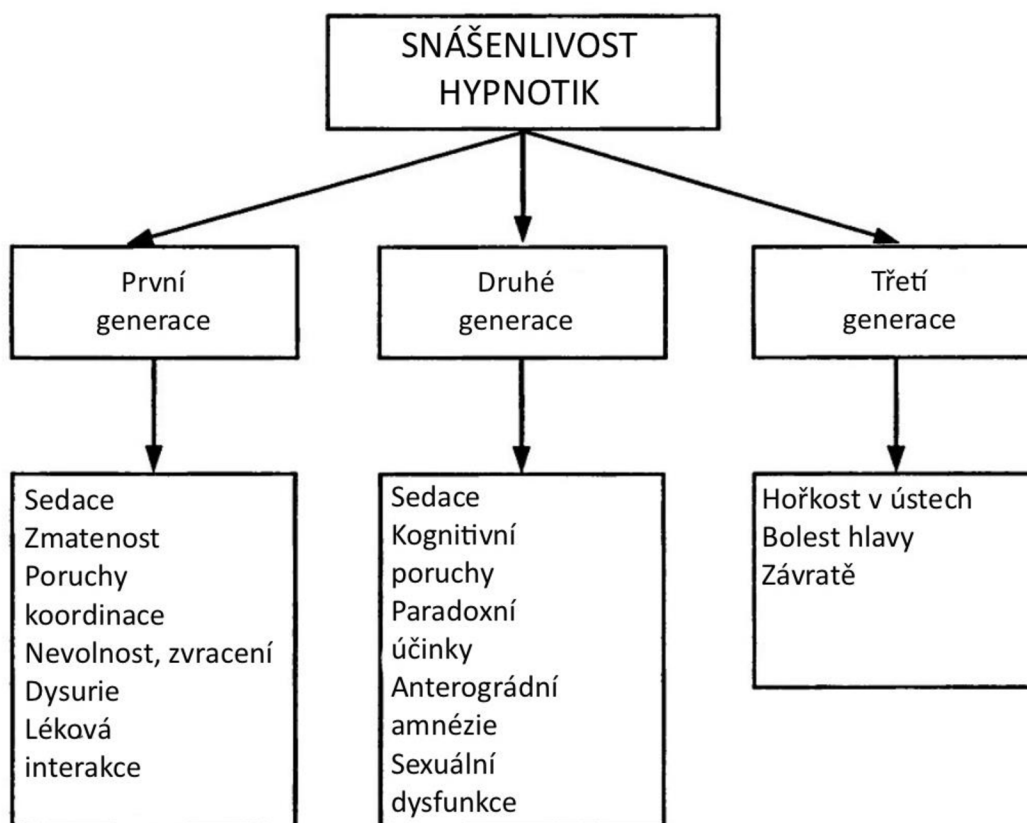 SNÁŠENLIVOST
HYPNOTIK
První
generace
Druhé
generace
Třetí
generace
Sedace
Zmatenost
Poruchy
koordinace
Nevolnost, zvracení
Dysurie
Léková
interakce
Sedace
Kognitivní
poruchy
Paradoxní
účinky
Anterográdní
amnézie
Sexuální
dysfunkce
Hořkost v ústech
Bolest hlavy
Závratě